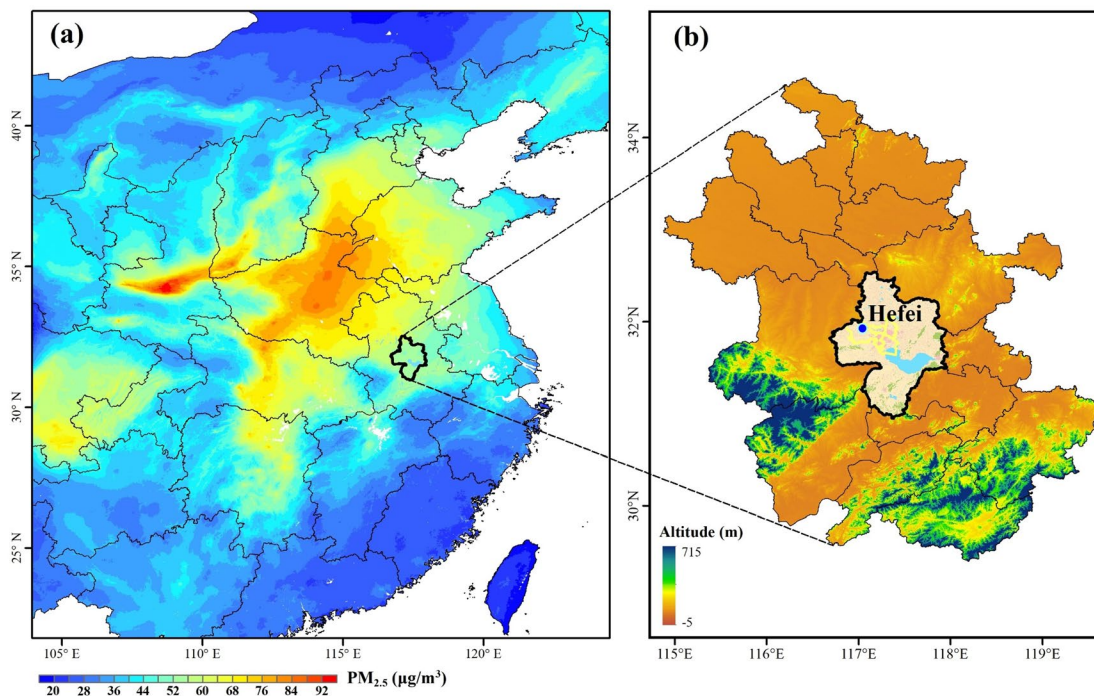 (a)
(b)
40° N
35° N
30° N
25° N
105° E
110° E
115° E
120° E
20 28 36 44 52 60 68 76 84 92
PM2.5 (µg/m³)
34°N
32°N
30°N
Hefei
Altitude (m)
715
-5
115°E
116°E
117°E
118°E
119°E